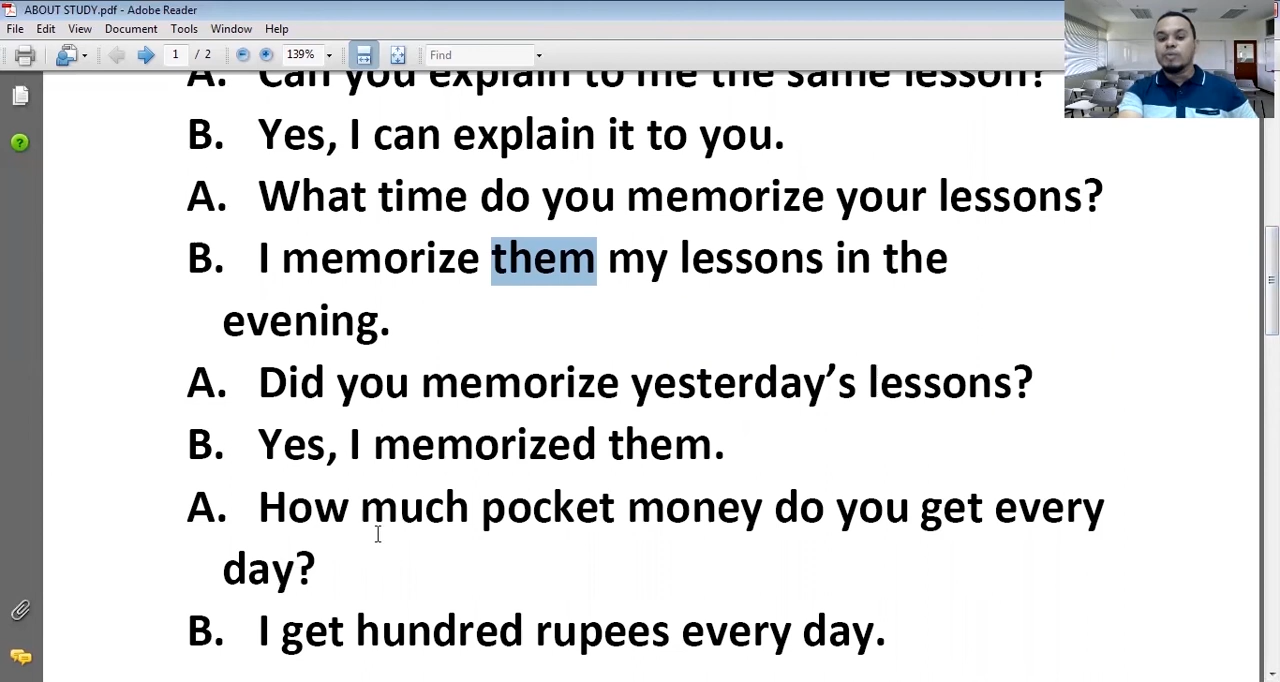 ABOUT STUDY.pdf - Adobe Reader
File Edit View Document Tools Window Help
1 / 2 139% Find
A. Can you explain to me the same lesson?
B. Yes, I can explain it to you.
A. What time do you memorize your lessons?
B. I memorize them my lessons in the
evening.
A. Did you memorize yesterday’s lessons?
B. Yes, I memorized them.
A. How much pocket money do you get every
day?
B. I get hundred rupees every day.